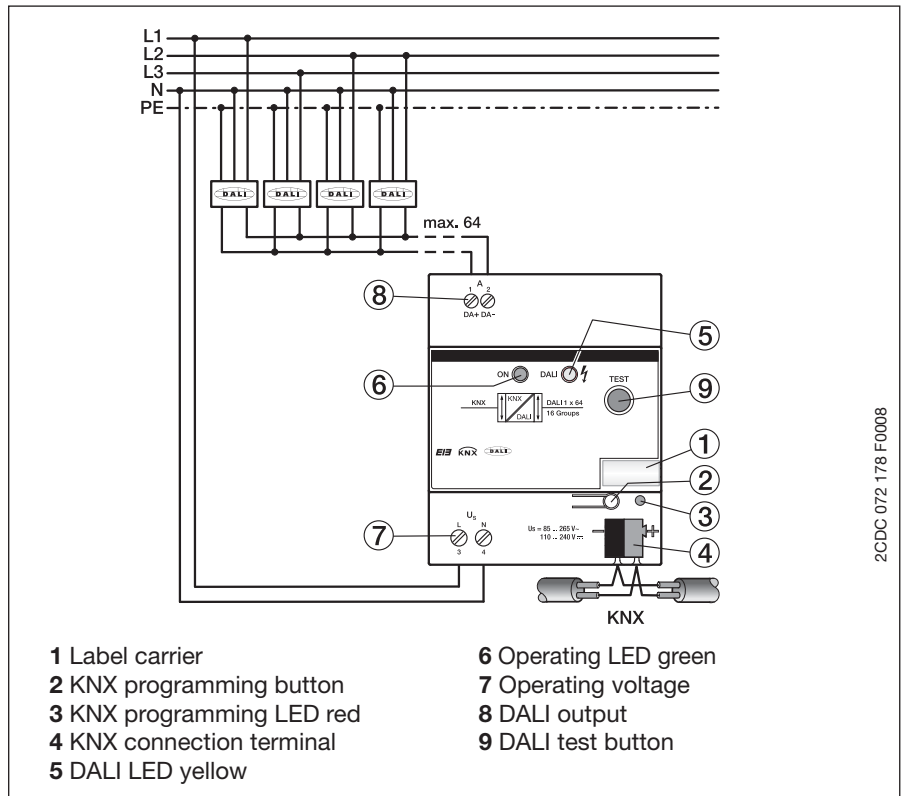 L1
L2
L3
N
PE
DALI DALI DALI DALI
max. 64
8
A
1 2
DA+ DA-
5
6
ON DALI
TEST
9
KNX KNX DALI DALI 1 x 64
16 Groups
EIB KNX DALI
1
2
3
7
Us
L N
3 4
Us = 85 ... 265 V~
110 ... 240 V⎓
4
KNX
2CDC 072 178 F0008
1 Label carrier
2 KNX programming button
3 KNX programming LED red
4 KNX connection terminal
5 DALI LED yellow
6 Operating LED green
7 Operating voltage
8 DALI output
9 DALI test button